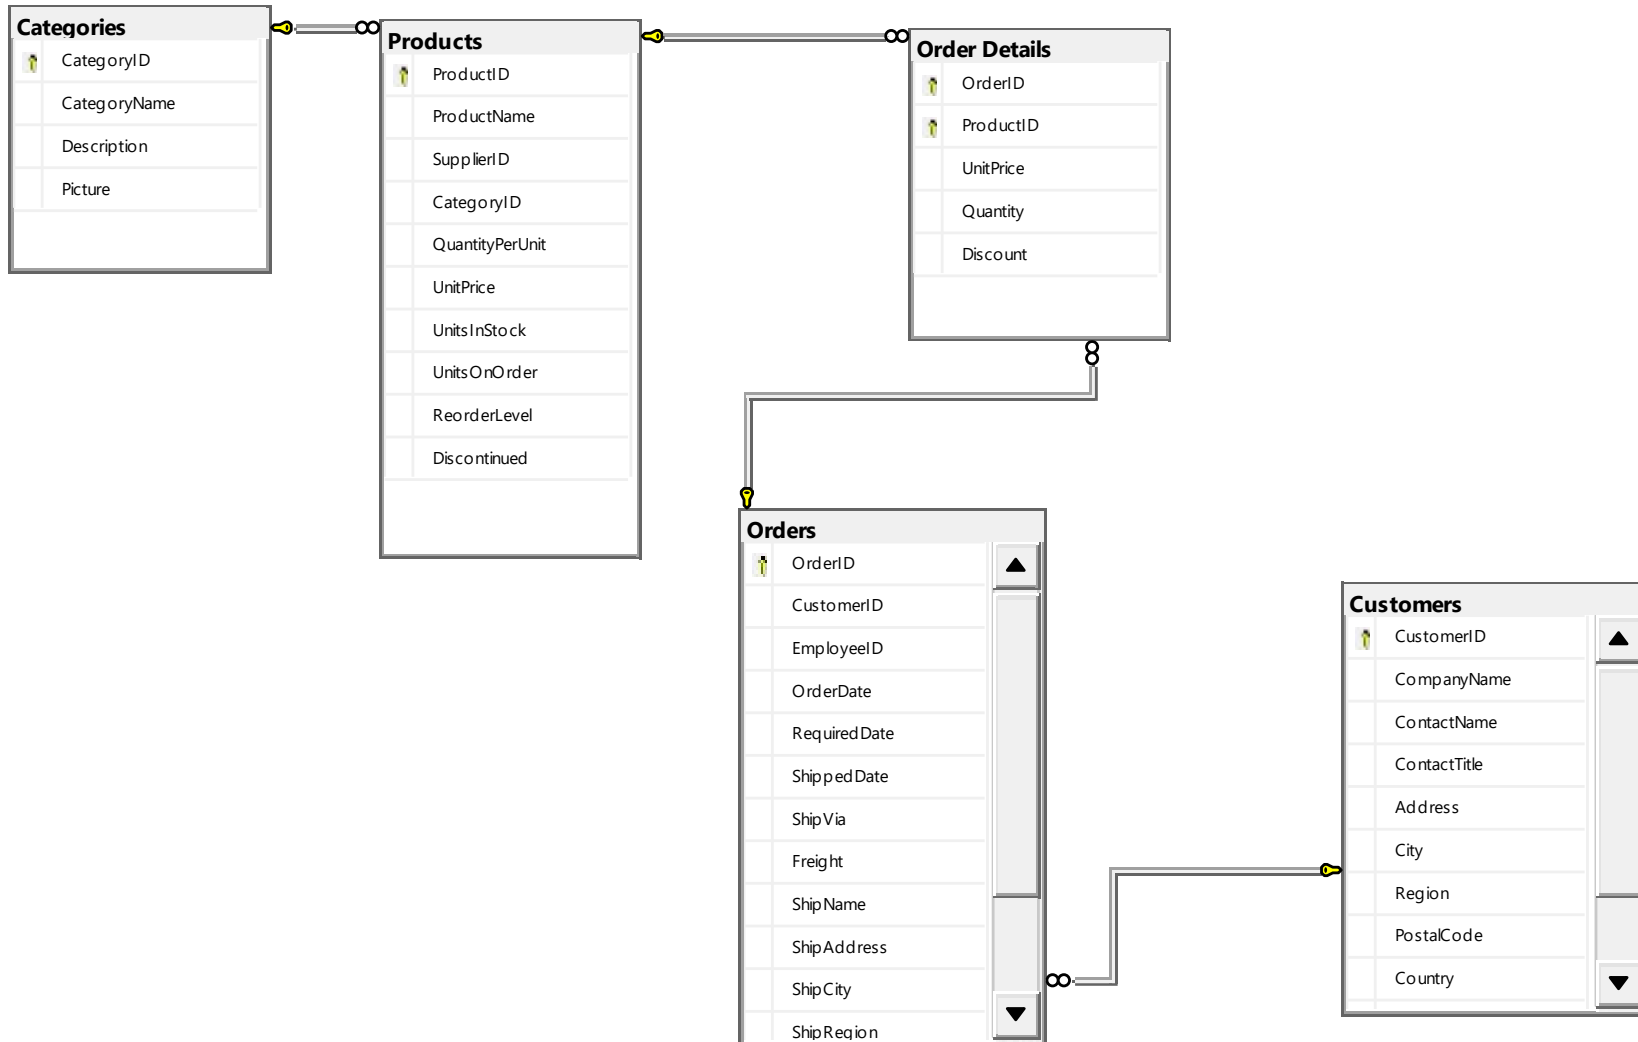 Categories
CategoryID
CategoryName
Description
Picture
Products
ProductID
ProductName
SupplierID
CategoryID
QuantityPerUnit
UnitPrice
UnitsInStock
UnitsOnOrder
ReorderLevel
Discontinued
Order Details
OrderID
ProductID
UnitPrice
Quantity
Discount
Orders
OrderID
CustomerID
EmployeeID
OrderDate
RequiredDate
ShippedDate
ShipVia
Freight
ShipName
ShipAddress
ShipCity
ShipRegion
Customers
CustomerID
CompanyName
ContactName
ContactTitle
Address
City
Region
PostalCode
Country